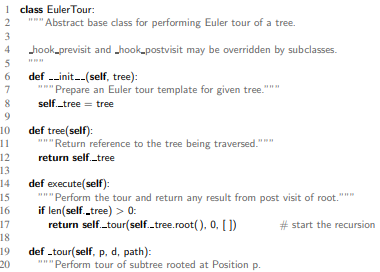 1 class EulerTour:
2 """Abstract base class for performing Euler tour of a tree.
3
4 _hook_previsit and _hook_postvisit may be overridden by subclasses.
5 """
6 def __init__(self, tree):
7 """Prepare an Euler tour template for given tree."""
8 self._tree = tree
9
10 def tree(self):
11 """Return reference to the tree being traversed."""
12 return self._tree
13
14 def execute(self):
15 """Perform the tour and return any result from post visit of root."""
16 if len(self._tree) > 0:
17 return self._tour(self._tree.root(), 0, [ ]) # start the recursion
18
19 def _tour(self, p, d, path):
20 """Perform tour of subtree rooted at Position p.